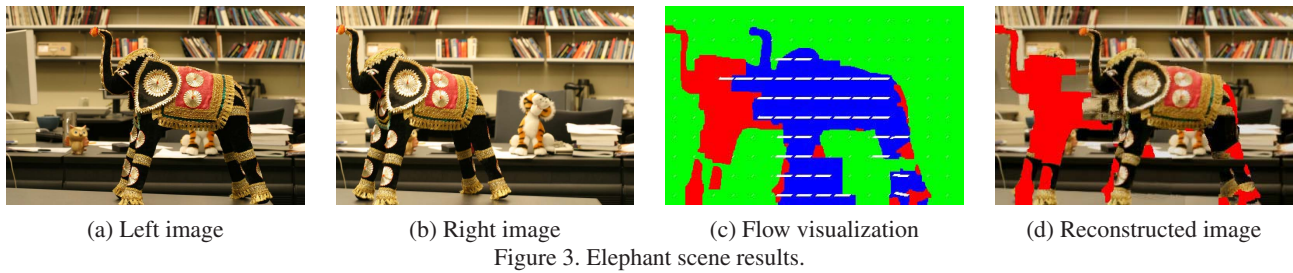 (a) Left image (b) Right image (c) Flow visualization (d) Reconstructed image
Figure 3. Elephant scene results.